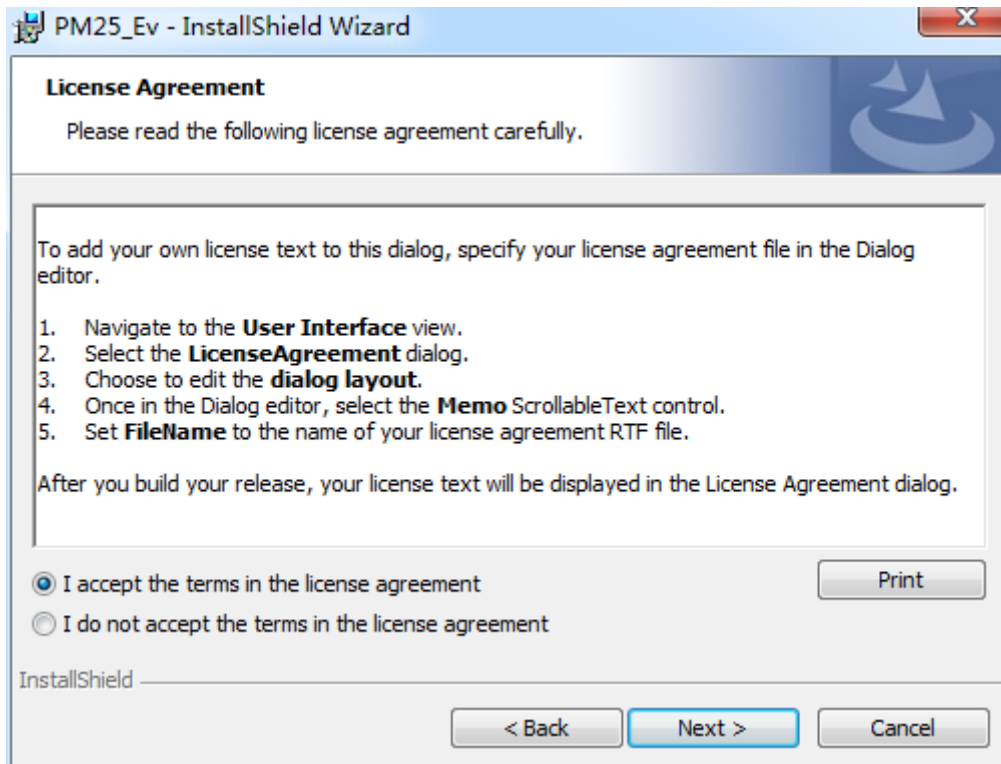 PM25_Ev - InstallShield Wizard
x
License Agreement
Please read the following license agreement carefully.
To add your own license text to this dialog, specify your license agreement file in the Dialog
editor.
1. Navigate to the User Interface view.
2. Select the LicenseAgreement dialog.
3. Choose to edit the dialog layout.
4. Once in the Dialog editor, select the Memo ScrollableText control.
5. Set FileName to the name of your license agreement RTF file.
After you build your release, your license text will be displayed in the License Agreement dialog.
I accept the terms in the license agreement
Print
I do not accept the terms in the license agreement
InstallShield
< Back
Next >
Cancel